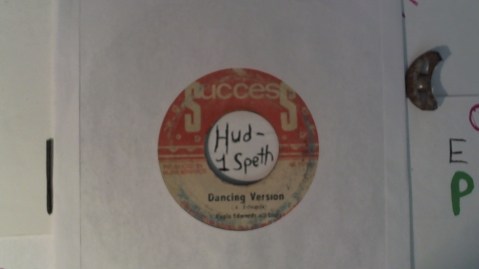 Success
Hud-
1 Speth
Dancing Version
E
P